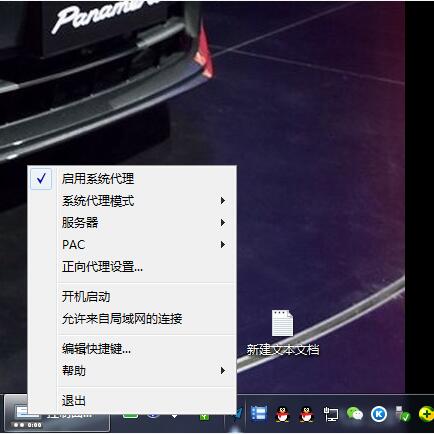 Panamera
启用系统代理
系统代理模式
服务器
PAC
正向代理设置...
开机启动
允许来自局域网的连接
编辑快捷键...
帮助
退出
新建文本文档
0:00